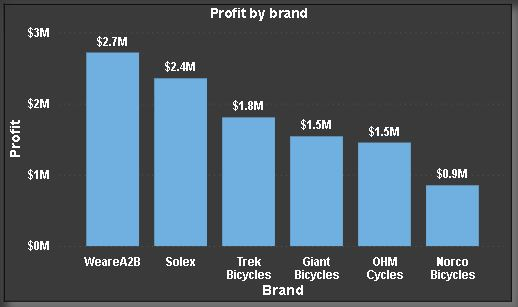 Profit by brand
$3M
$2M
$1M
$0M
Profit
$2.7M
$2.4M
$1.8M
$1.5M
$1.5M
$0.9M
WeareA2B
Solex
Trek
Bicycles
Giant
Bicycles
OHM
Cycles
Norco
Bicycles
Brand